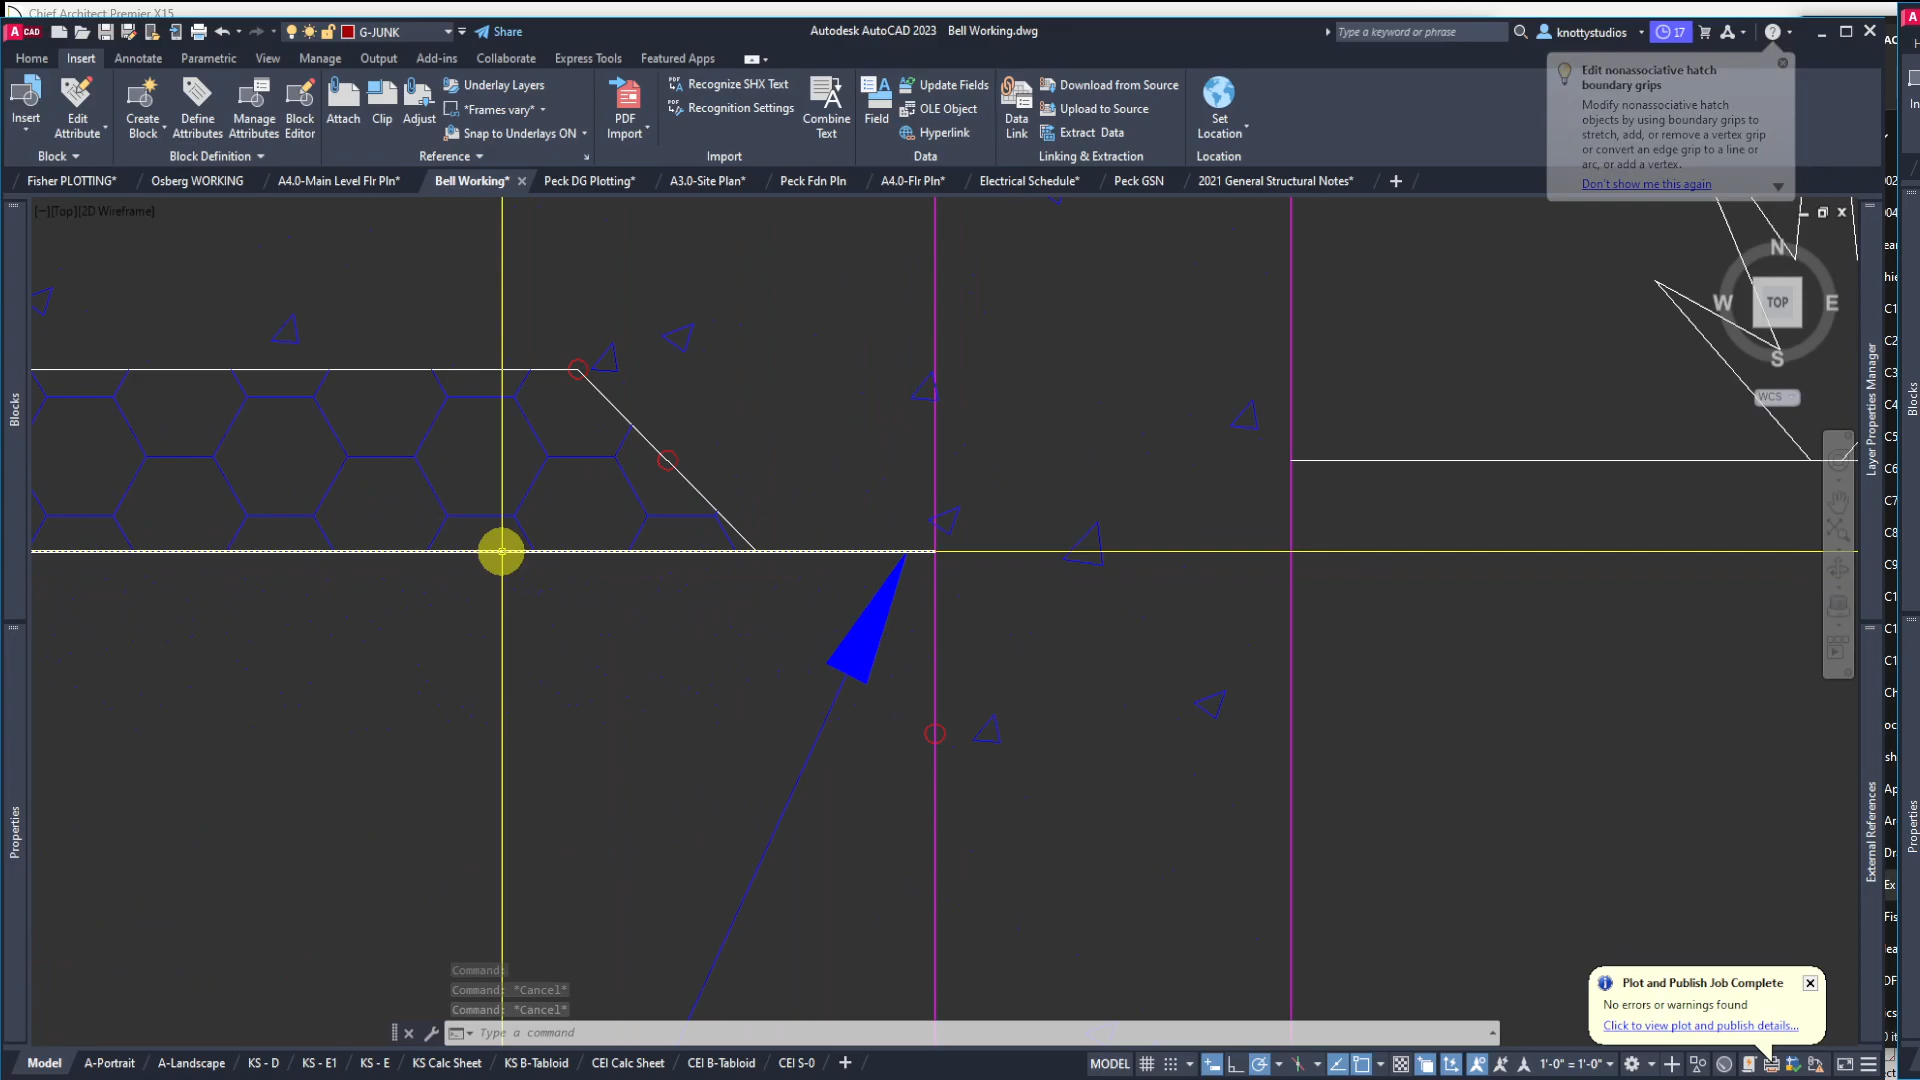 Chief Architect Premier X15
A CAD
G-JUNK
Share
Autodesk AutoCAD 2023 Bell Working.dwg
Type a keyword or phrase
knottystudios
17
Home Insert Annotate Parametric View Manage Output Add-ins Collaborate Express Tools Featured Apps
Insert
Edit Attribute
Create Block
Define Attributes
Manage Attributes
Block Editor
Attach
Clip
Adjust
Underlay Layers
*Frames vary*
Snap to Underlays ON
PDF Import
Recognize SHX Text
Recognition Settings
Combine Text
Field
Update Fields
OLE Object
Hyperlink
Data Link
Download from Source
Upload to Source
Extract Data
Set Location
Block
Block Definition
Reference
Import
Data
Linking & Extraction
Location
Edit nonassociative hatch
boundary grips
Modify nonassociative hatch
objects by using boundary grips to
stretch, add, or remove a vertex grip
or convert an edge grip to a line or
arc, or add a vertex.
Don't show me this again
Fisher PLOTTING* Osberg WORKING A4.0-Main Level Flr Pln* Bell Working* Peck DG Plotting* A3.0-Site Plan* Peck Fdn Pln A4.0-Flr Pln* Electrical Schedule* Peck GSN 2021 General Structural Notes*
[−][Top][2D Wireframe]
N
W TOP E
S
WCS
Blocks
Properties
Layer Properties Manager
External References
Blocks
Properties
Command:
Command: *Cancel*
Command: *Cancel*
Type a command
Plot and Publish Job Complete
No errors or warnings found
Click to view plot and publish details...
Model A-Portrait A-Landscape KS - D KS - E1 KS - E KS Calc Sheet KS B-Tabloid CEI Calc Sheet CEI B-Tabloid CEI S-0
MODEL
1'-0" = 1'-0"